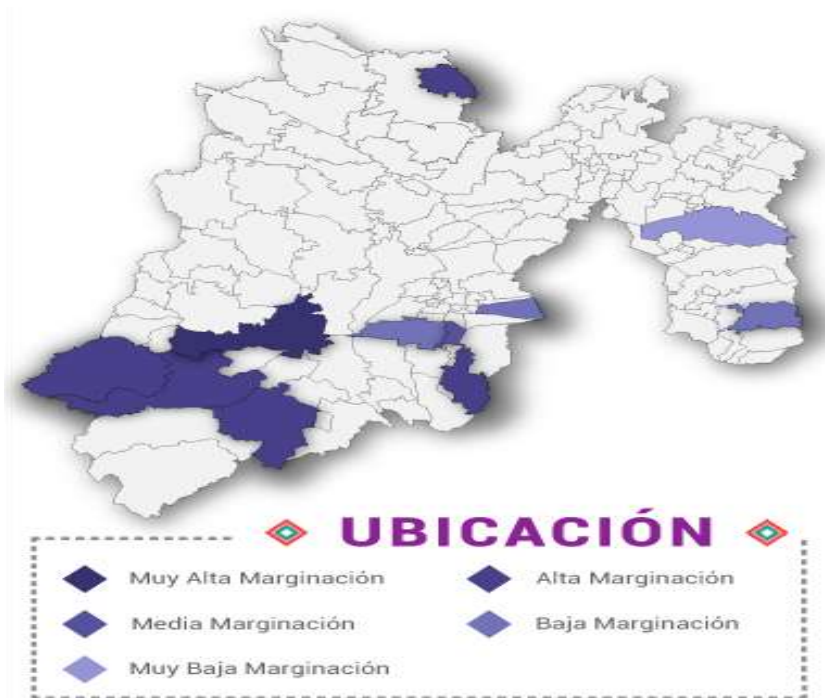 UBICACIÓN
Muy Alta Marginación
Alta Marginación
Media Marginación
Baja Marginación
Muy Baja Marginación